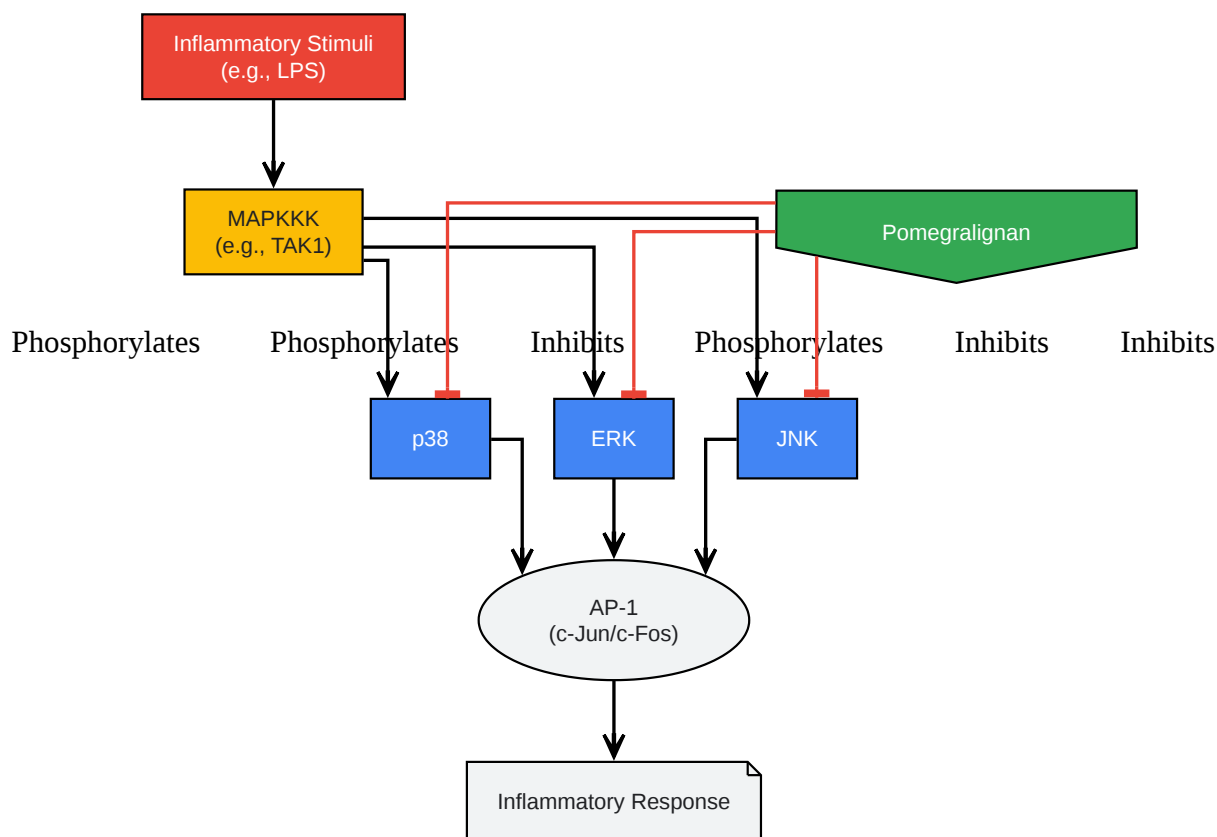 Inflammatory Stimuli
(e.g., LPS)
MAPKKK
(e.g., TAK1)
Pomegralignan
Phosphorylates
Phosphorylates
Inhibits
Phosphorylates
Inhibits
Inhibits
p38
ERK
JNK
AP-1
(c-Jun/c-Fos)
Inflammatory Response